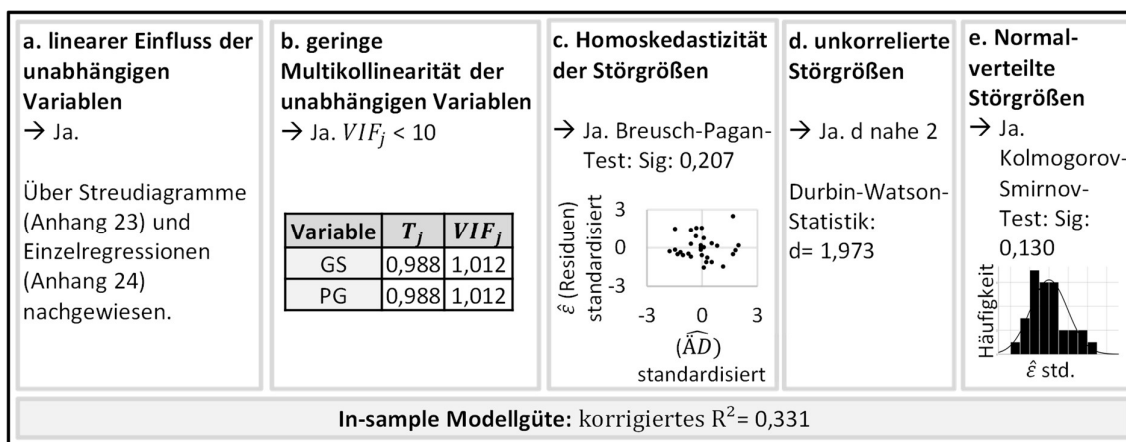 a. linearer Einfluss der
unabhängigen
Variablen
→ Ja.
Über Streudiagramme
(Anhang 23) und
Einzelregressionen
(Anhang 24)
nachgewiesen.
b. geringe
Multikollinearität der
unabhängigen Variablen
→ Ja. VIF_j < 10
Variable T_j VIF_j
GS 0,988 1,012
PG 0,988 1,012
c. Homoskedastizität
der Störgrößen
→ Ja. Breusch-Pagan-
Test: Sig: 0,207
ε̂ (Residuen)
standardisiert
3
0
-3
-3 0 3
(ÄD̂)
standardisiert
d. unkorrelierte
Störgrößen
→ Ja. d nahe 2
Durbin-Watson-
Statistik:
d= 1,973
e. Normal-
verteilte
Störgrößen
→ Ja.
Kolmogorov-
Smirnov-
Test: Sig:
0,130
Häufigkeit
ε̂ std.
In-sample Modellgüte: korrigiertes R²= 0,331